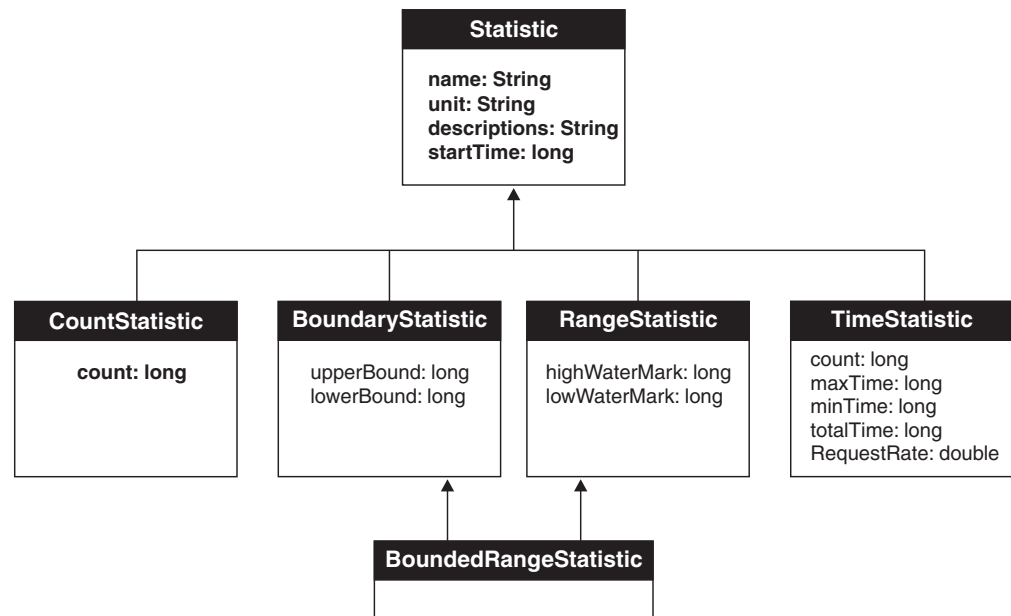 Statistic
name: String
unit: String
descriptions: String
startTime: long
CountStatistic
count: long
BoundaryStatistic
upperBound: long
lowerBound: long
RangeStatistic
highWaterMark: long
lowWaterMark: long
TimeStatistic
count: long
maxTime: long
minTime: long
totalTime: long
RequestRate: double
BoundedRangeStatistic